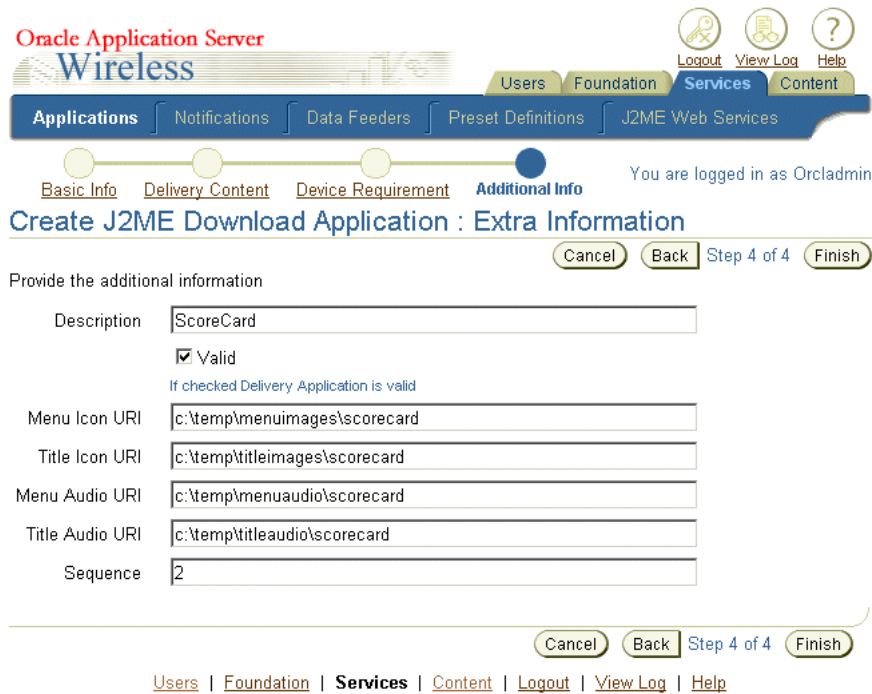 Oracle Application Server
Wireless
Logout View Log Help
Users Foundation Services Content
Applications Notifications Data Feeders Preset Definitions J2ME Web Services
Basic Info Delivery Content Device Requirement Additional Info
You are logged in as Orcladmin
Create J2ME Download Application : Extra Information
Cancel Back Step 4 of 4 Finish
Provide the additional information
Description ScoreCard
Valid
If checked Delivery Application is valid
Menu Icon URI c:\temp\menuimages\scorecard
Title Icon URI c:\temp\titleimages\scorecard
Menu Audio URI c:\temp\menuaudio\scorecard
Title Audio URI c:\temp\titleaudio\scorecard
Sequence 2
Cancel Back Step 4 of 4 Finish
Users | Foundation | Services | Content | Logout | View Log | Help